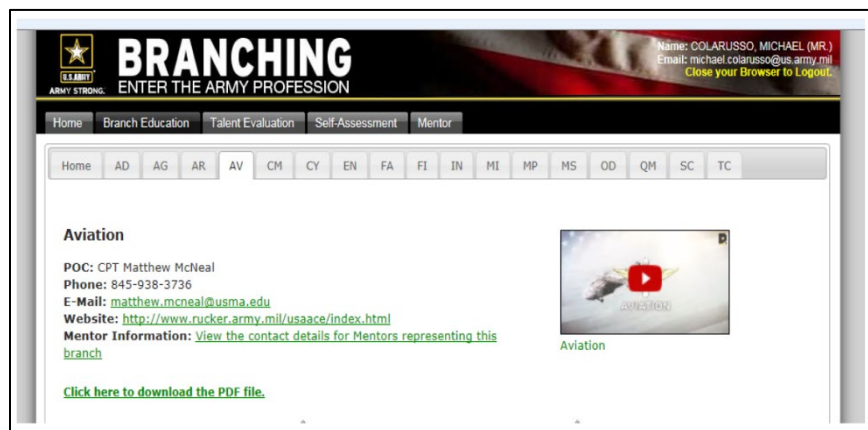 U.S.ARMY
ARMY STRONG.
BRANCHING
ENTER THE ARMY PROFESSION
Name: COLARUSSO, MICHAEL (MR.)
Email: michael.colarusso@us.army.mil
Close your Browser to Logout.
Home Branch Education Talent Evaluation Self-Assessment Mentor
Home AD AG AR AV CM CY EN FA FI IN MI MP MS OD QM SC TC
Aviation
POC: CPT Matthew McNeal
Phone: 845-938-3736
E-Mail: matthew.mcneal@usma.edu
Website: http://www.rucker.army.mil/usaace/index.html
Mentor Information: View the contact details for Mentors representing this
branch
Click here to download the PDF file.
AVIATION
Aviation